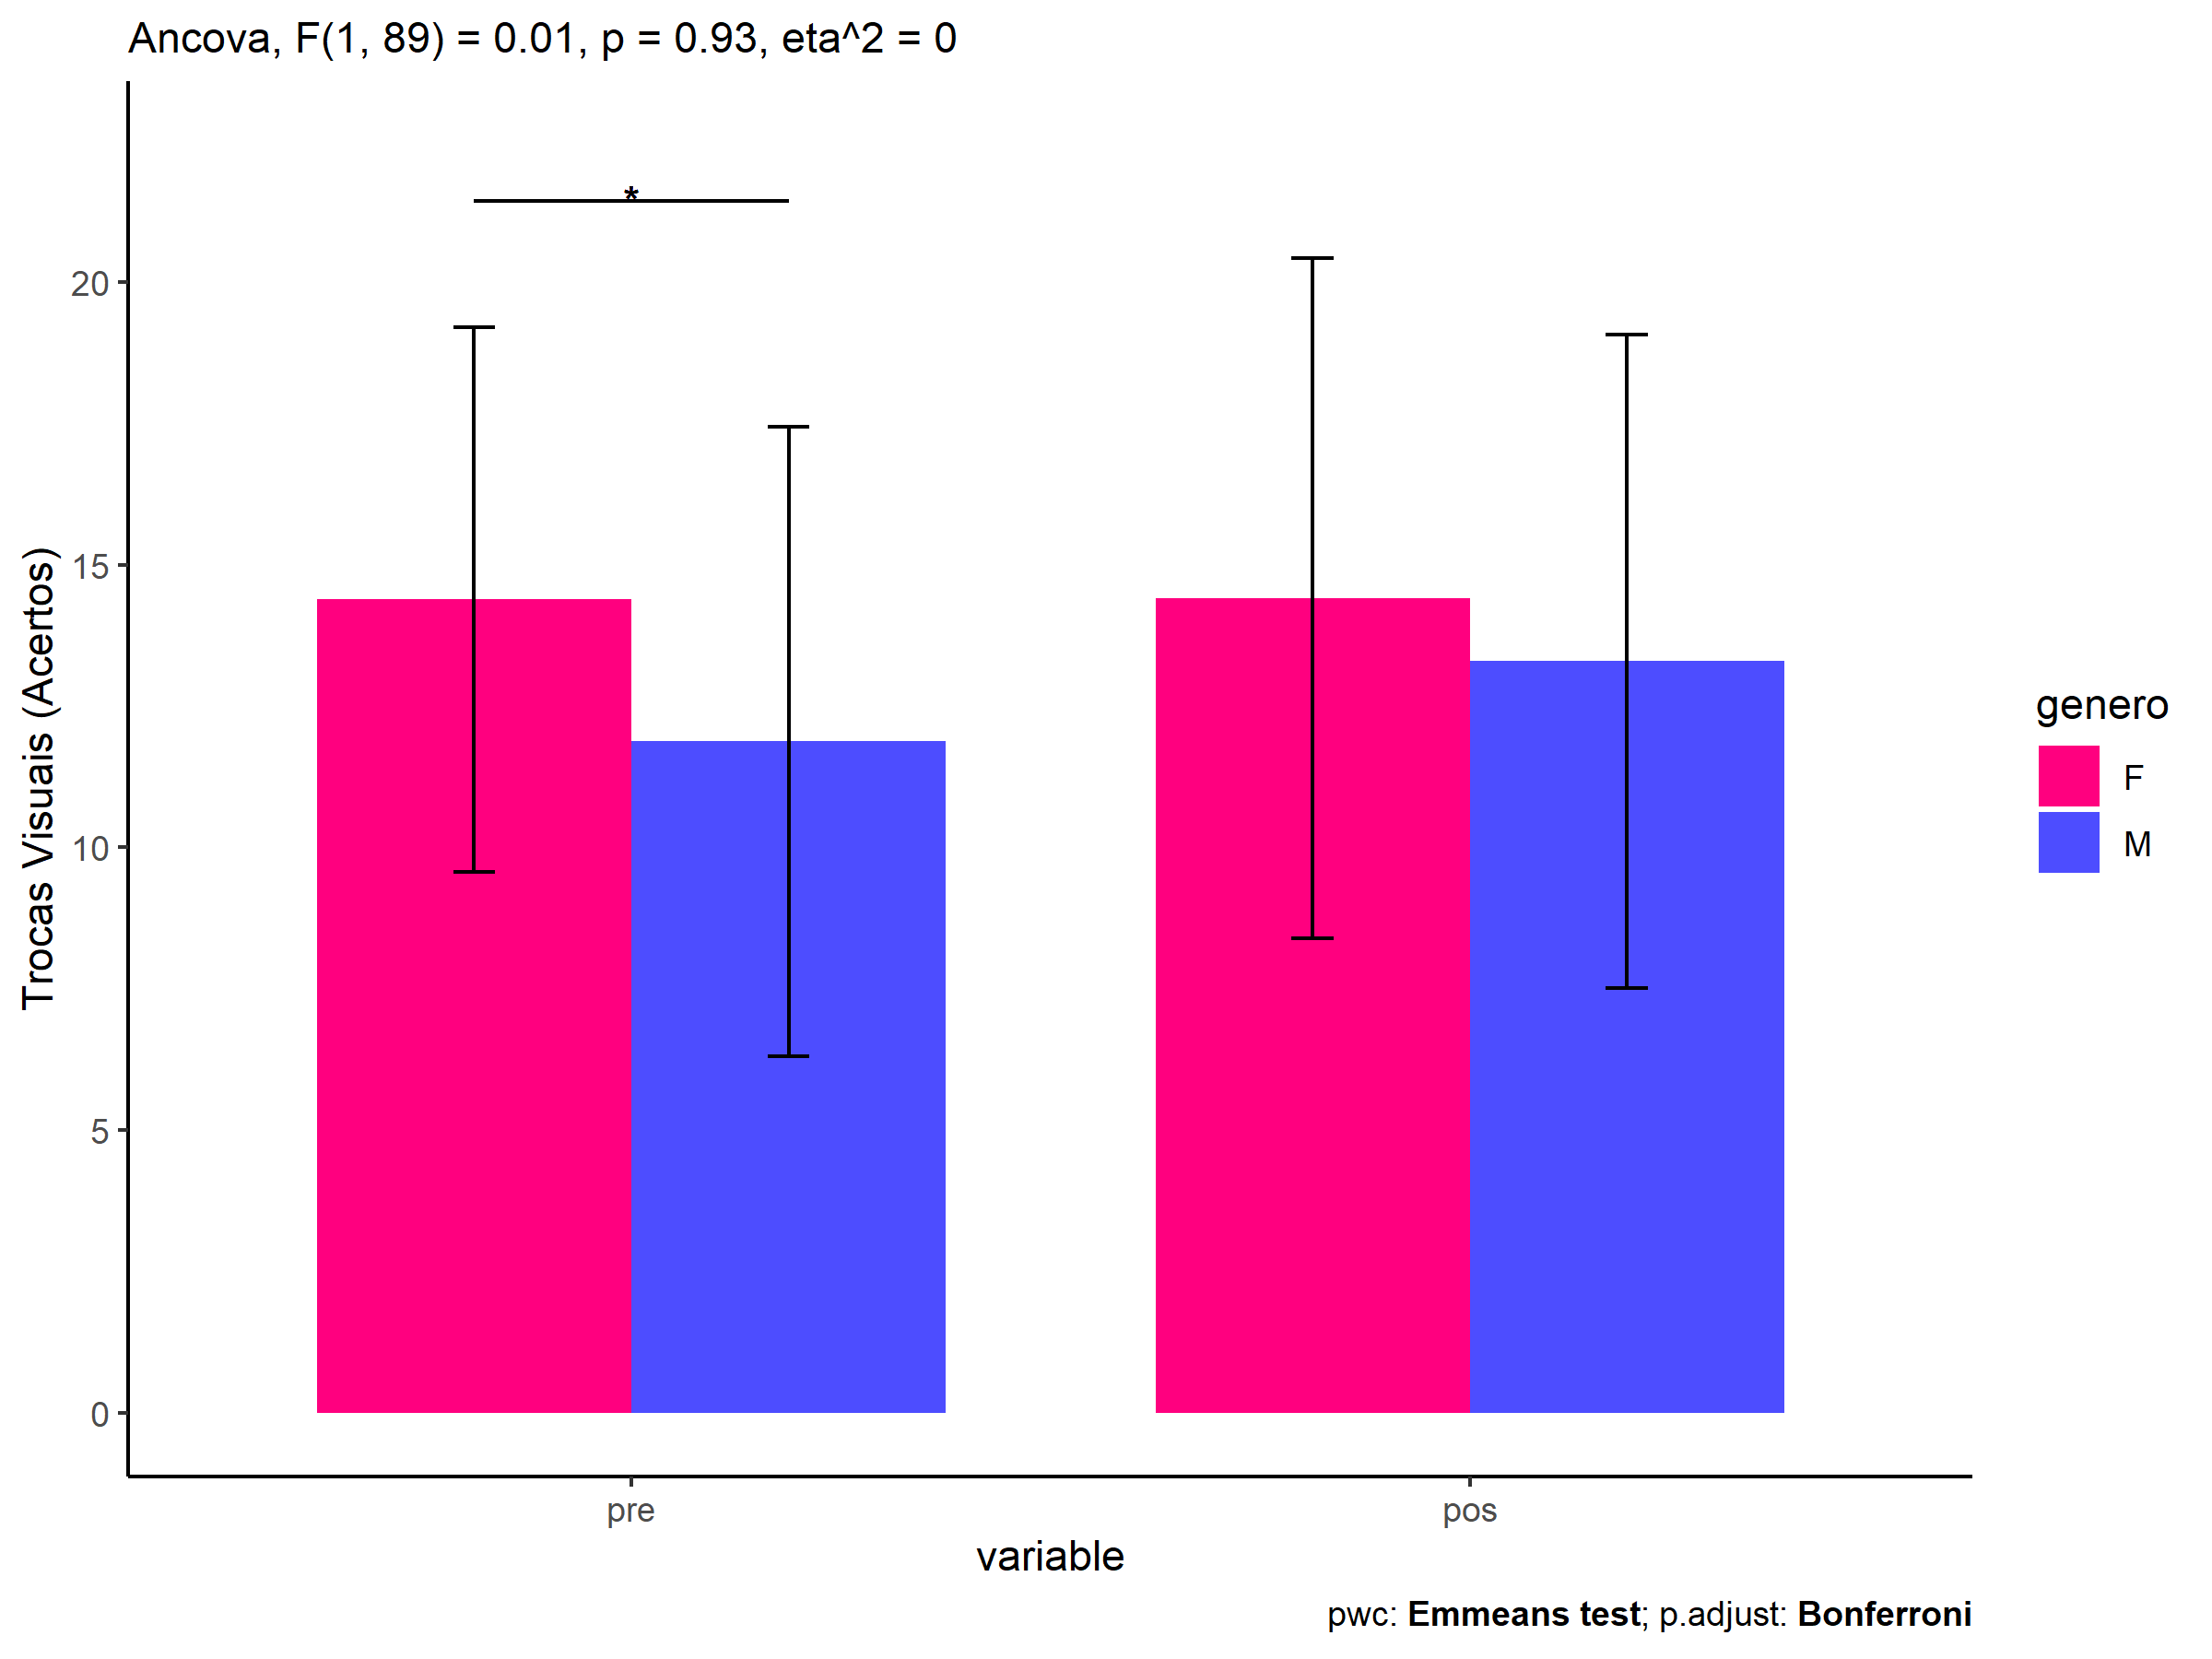 Ancova, F(1, 89) = 0.01, p = 0.93, eta^2 = 0
*
Trocas Visuais (Acertos)
20
15
10
5
0
pre
pos
variable
genero
F
M
pwc: Emmeans test; p.adjust: Bonferroni